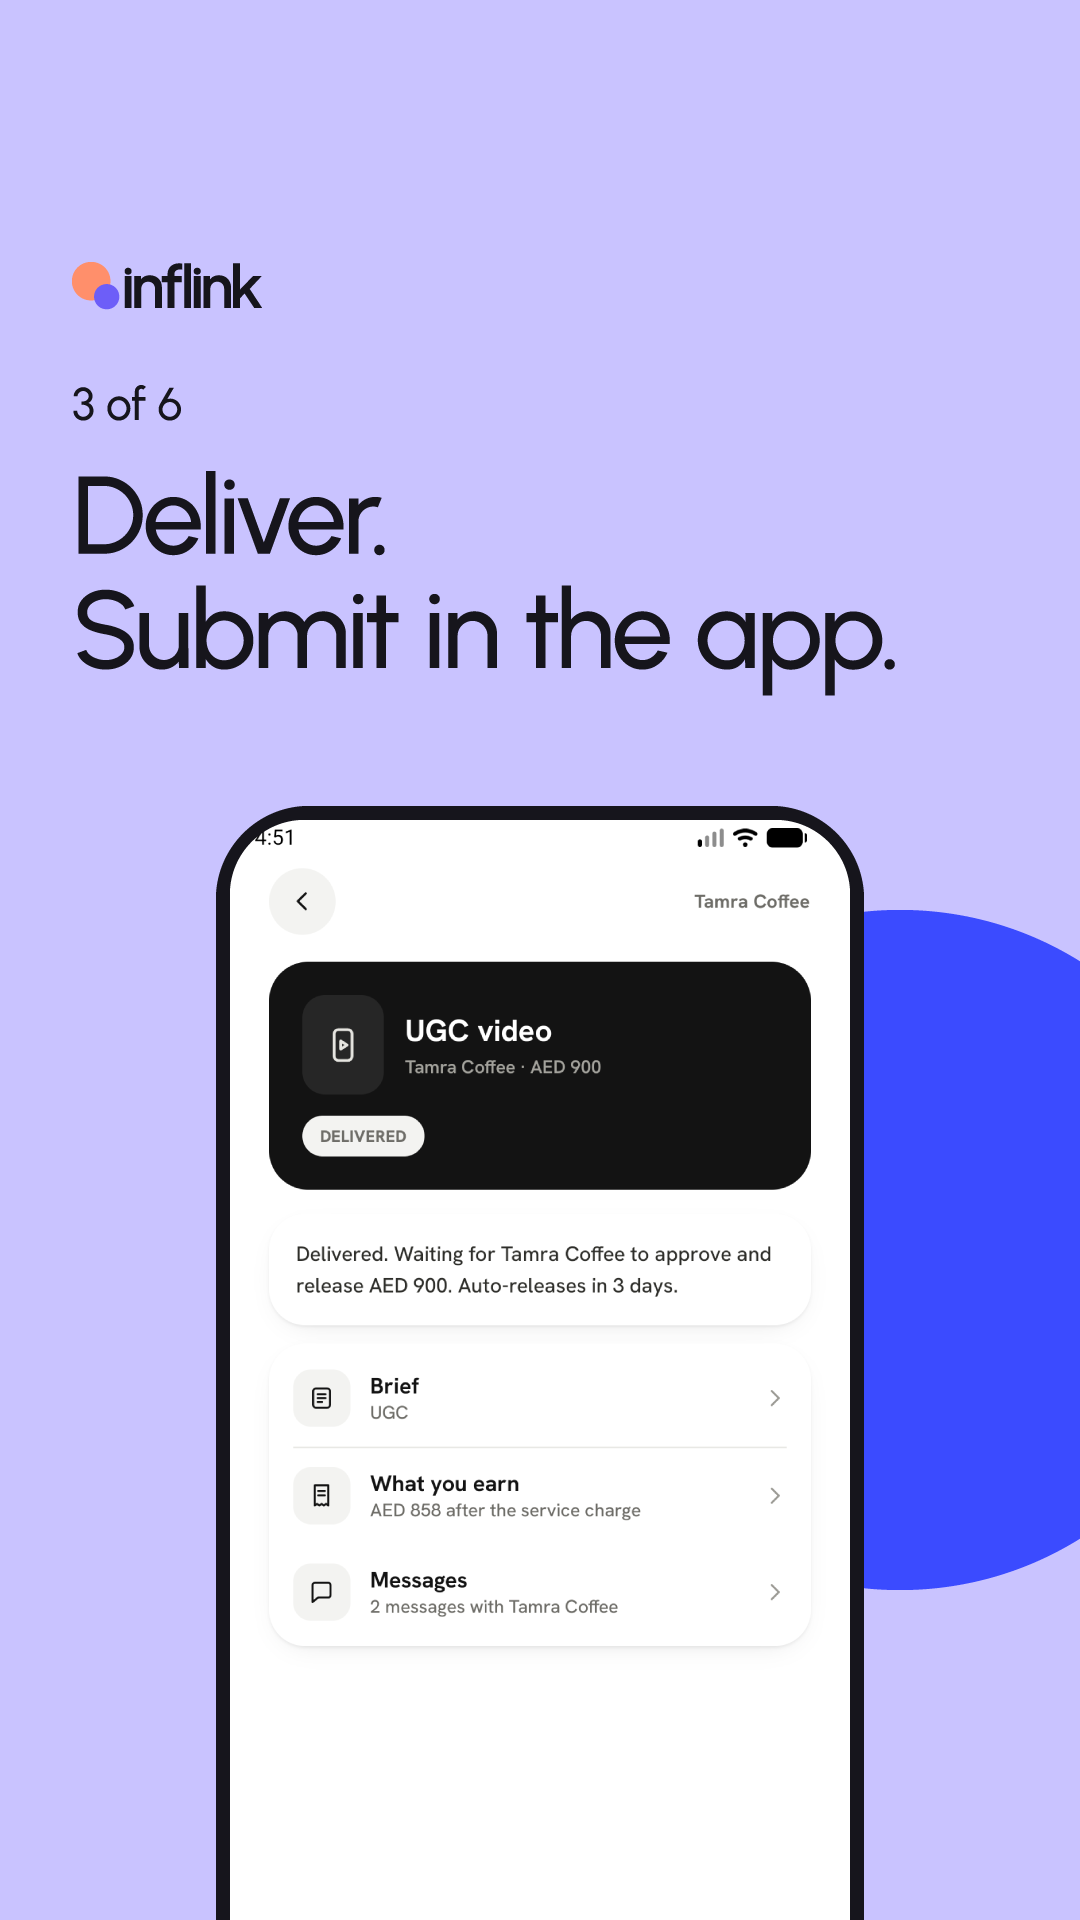 inflink
3 of 6
Deliver.
Submit in the app.
4:51
Tamra Coffee
UGC video
Tamra Coffee · AED 900
DELIVERED
Delivered. Waiting for Tamra Coffee to approve and
release AED 900. Auto-releases in 3 days.
Brief
UGC
What you earn
AED 858 after the service charge
Messages
2 messages with Tamra Coffee